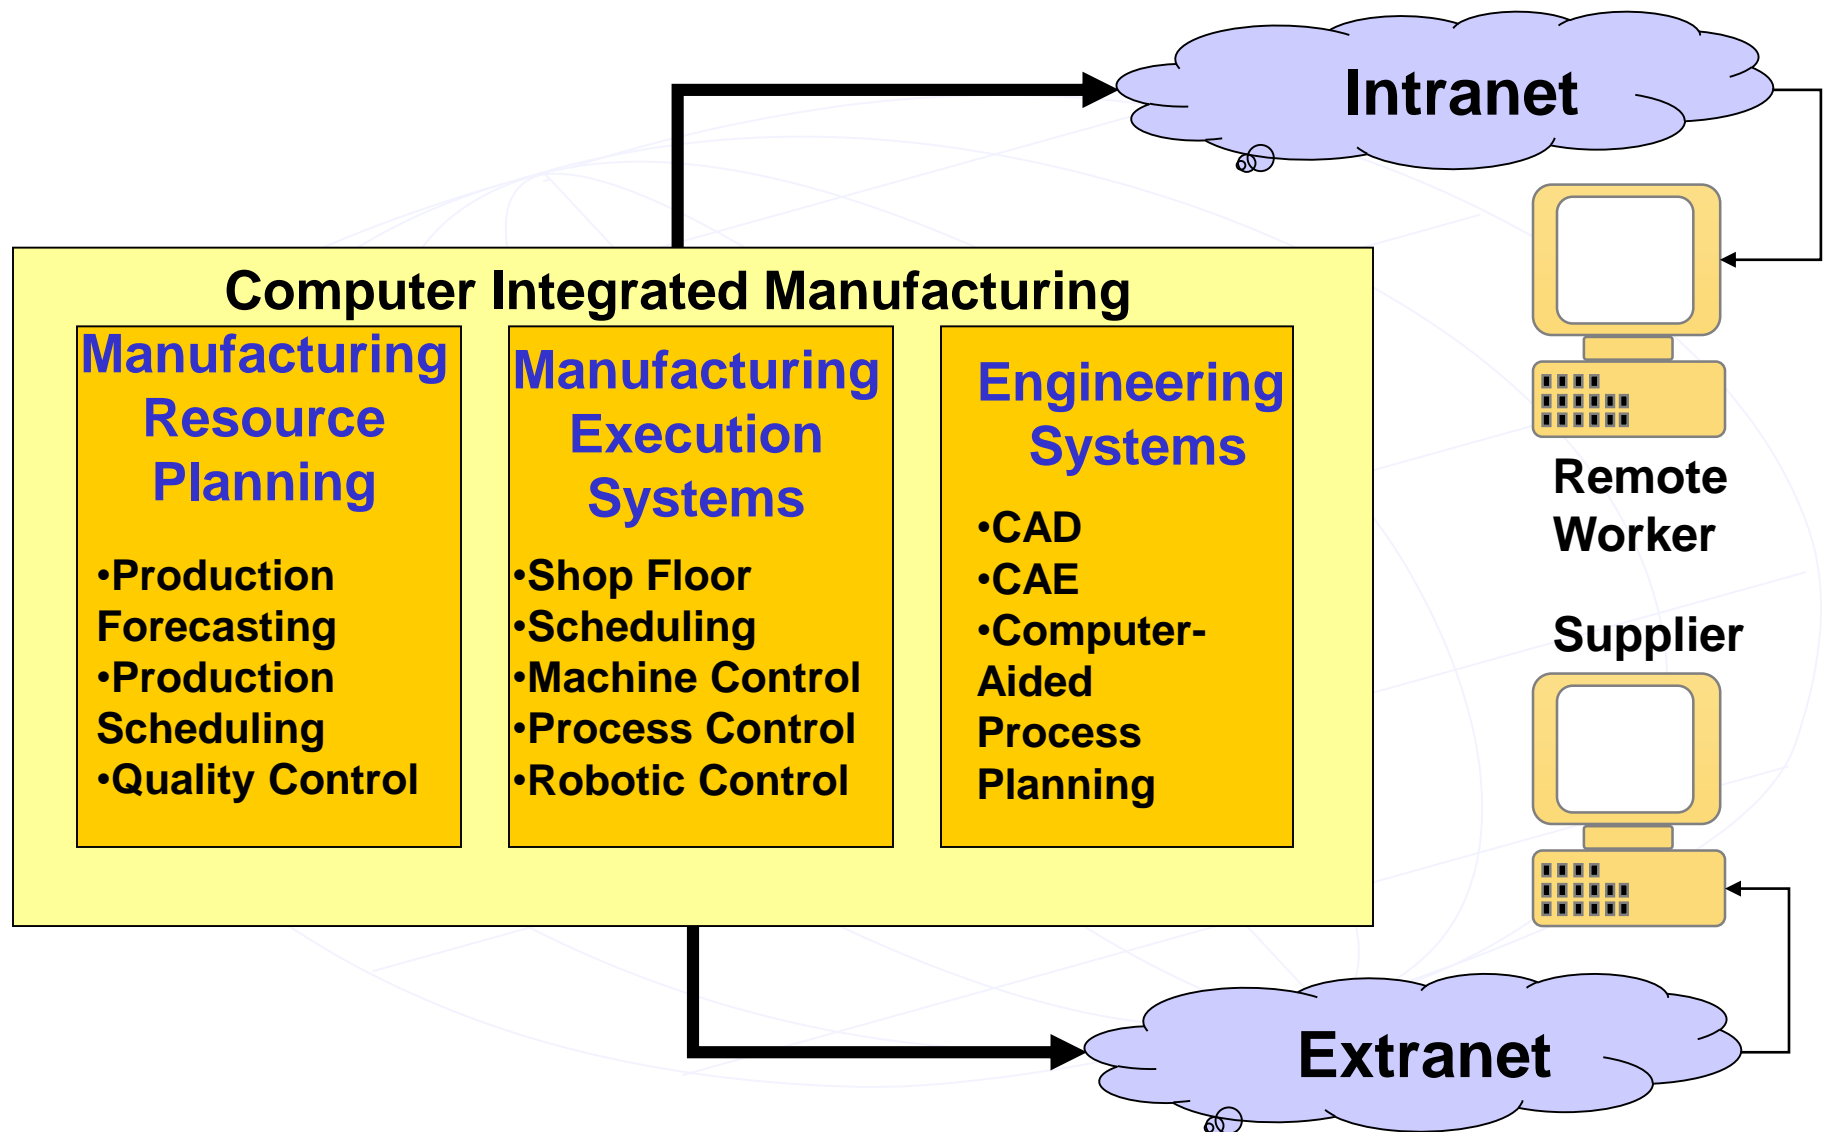 Intranet
Computer Integrated Manufacturing
Manufacturing
Resource
Planning
•Production
Forecasting
•Production
Scheduling
•Quality Control
Manufacturing
Execution
Systems
•Shop Floor
•Scheduling
•Machine Control
•Process Control
•Robotic Control
Engineering
Systems
•CAD
•CAE
•Computer-
Aided
Process
Planning
Remote
Worker
Supplier
Extranet